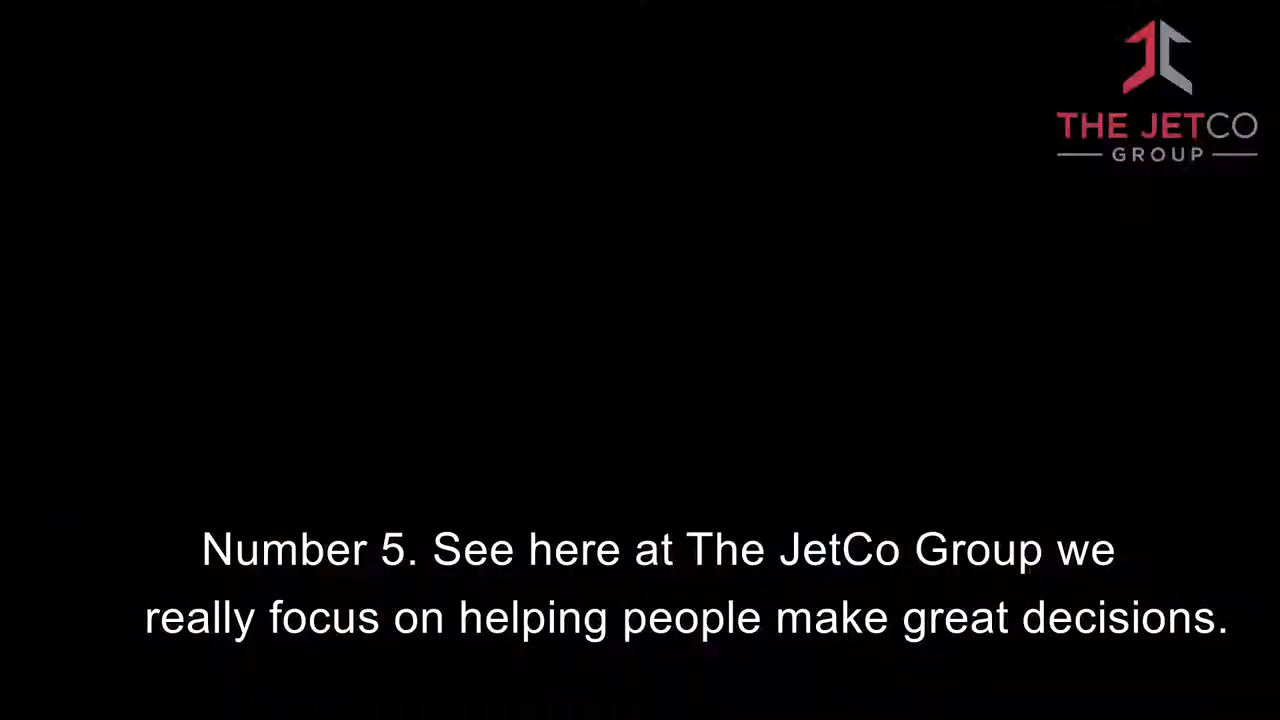 THE JETCO
GROUP
Number 5. See here at The JetCo Group we
really focus on helping people make great decisions.